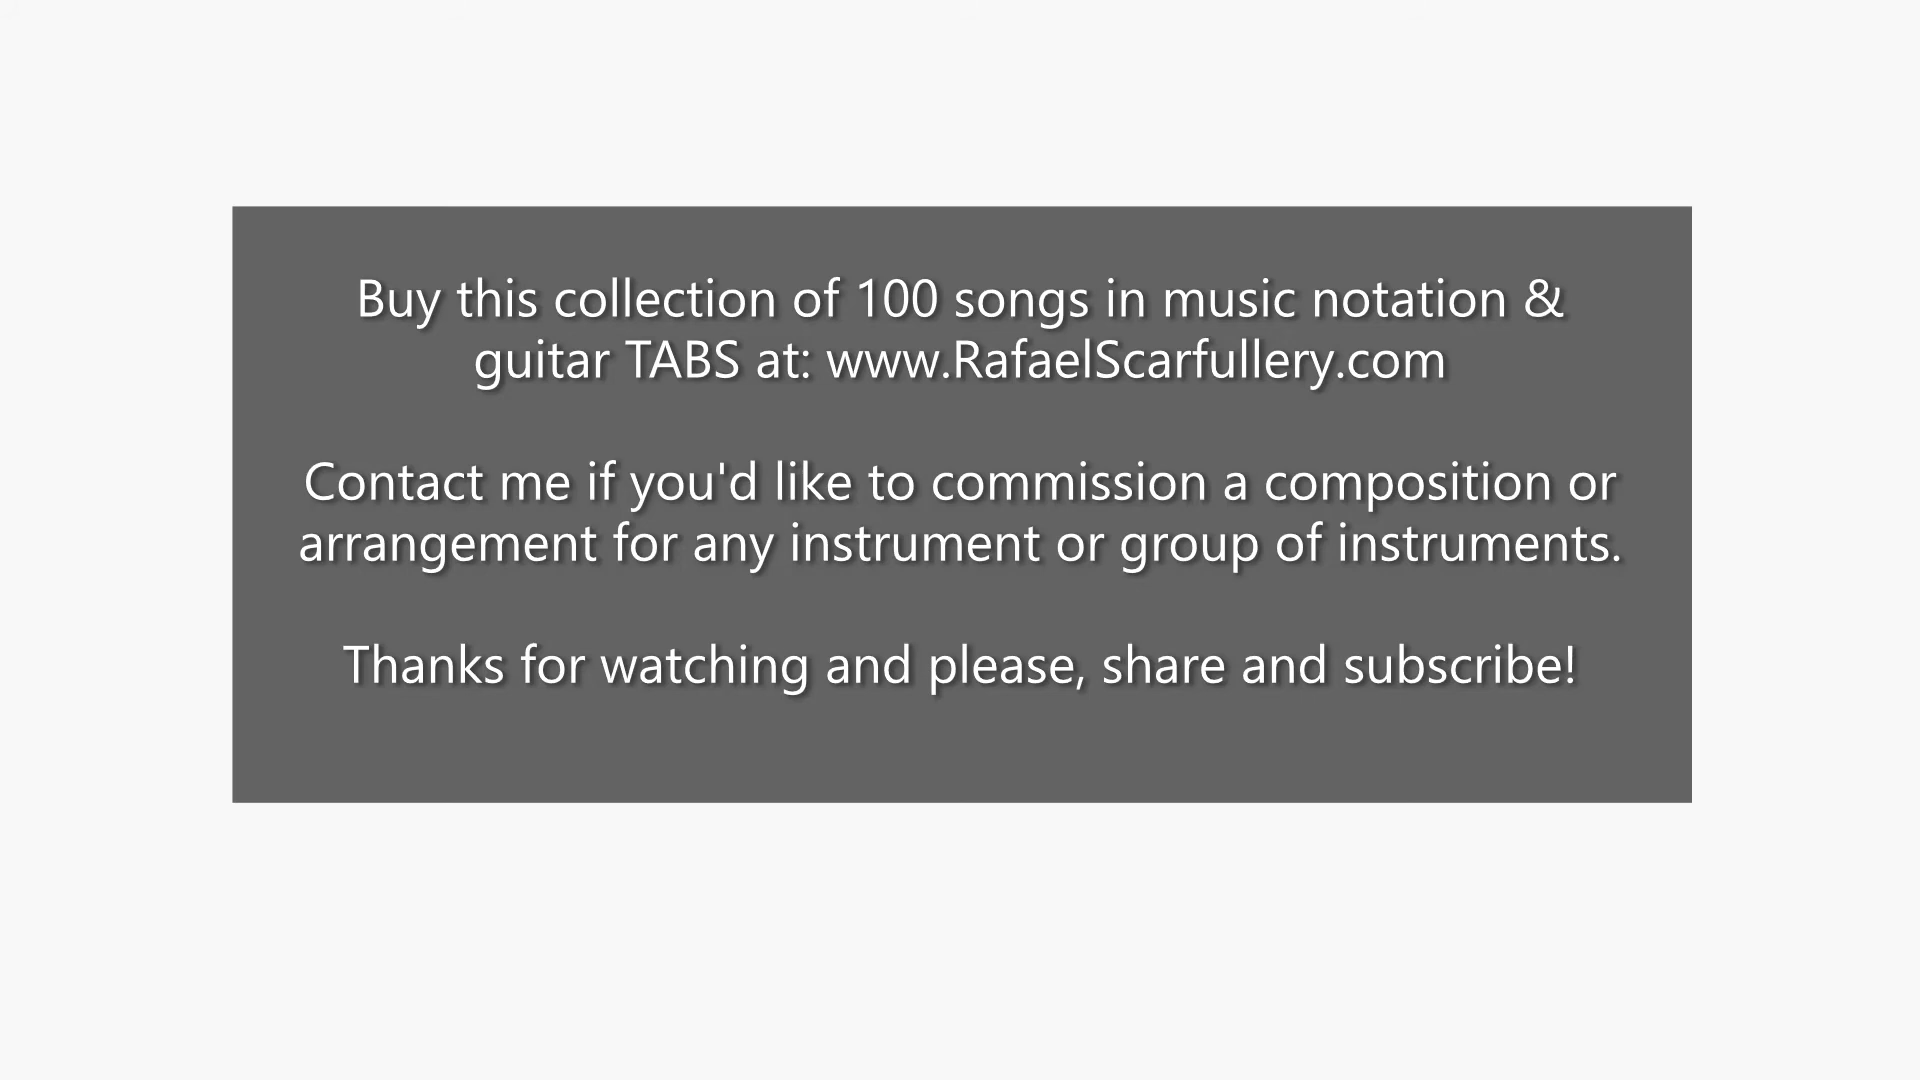 Buy this collection of 100 songs in music notation &
guitar TABS at: www.RafaelScarfullery.com
Contact me if you'd like to commission a composition or
arrangement for any instrument or group of instruments.
Thanks for watching and please, share and subscribe!